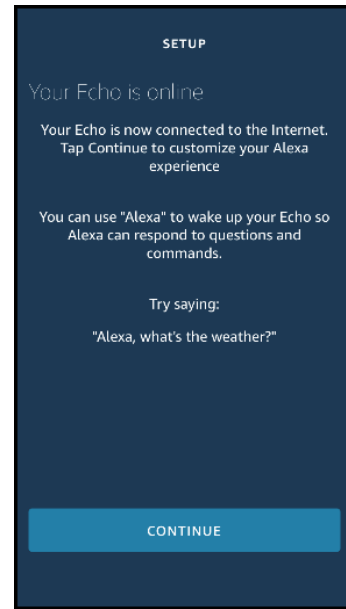 SETUP
Your Echo is online
Your Echo is now connected to the Internet.
Tap Continue to customize your Alexa
experience
You can use "Alexa" to wake up your Echo so
Alexa can respond to questions and
commands.
Try saying:
"Alexa, what's the weather?"
CONTINUE